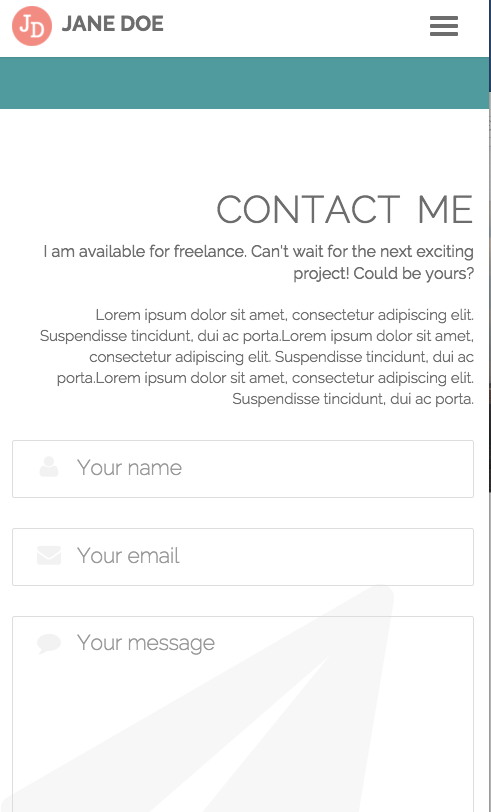 JD
JANE DOE
CONTACT ME
I am available for freelance. Can't wait for the next exciting
project! Could be yours?
Lorem ipsum dolor sit amet, consectetur adipiscing elit.
Suspendisse tincidunt, dui ac porta.Lorem ipsum dolor sit amet,
consectetur adipiscing elit. Suspendisse tincidunt, dui ac
porta.Lorem ipsum dolor sit amet, consectetur adipiscing elit.
Suspendisse tincidunt, dui ac porta.
Your name
Your email
Your message